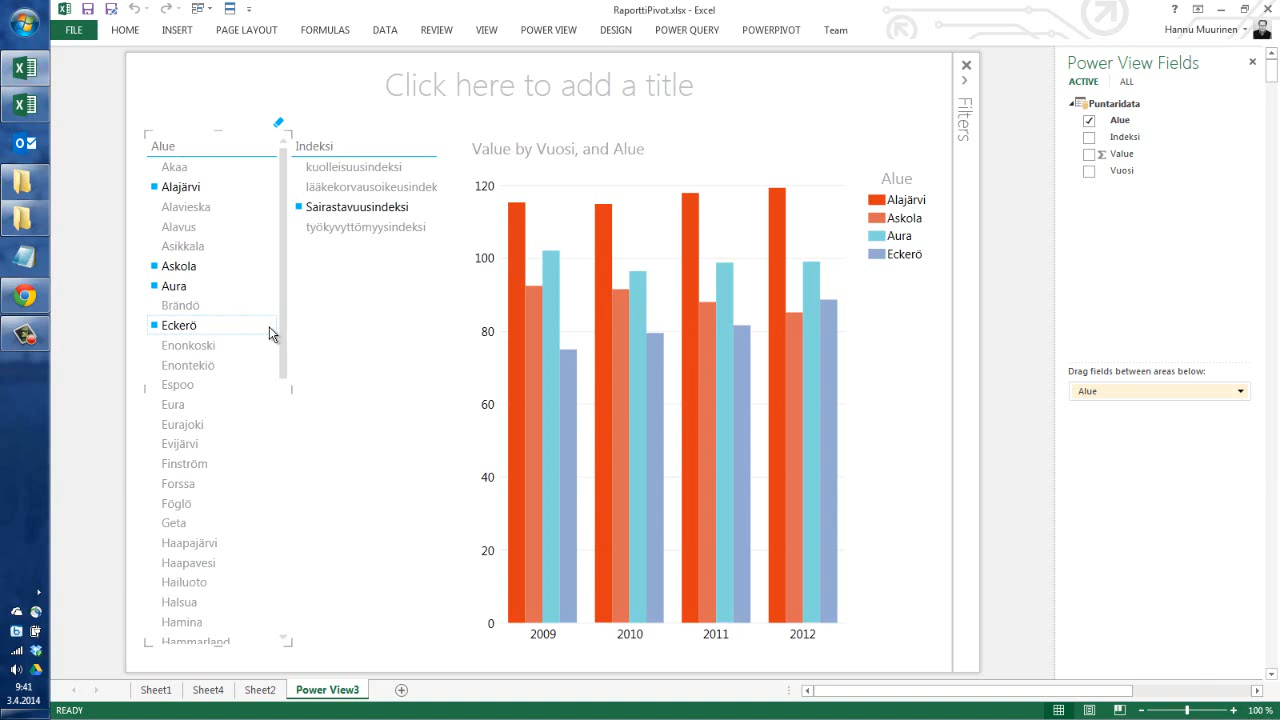 RaporttiPivot.xlsx - Excel
FILE HOME INSERT PAGE LAYOUT FORMULAS DATA REVIEW VIEW POWER VIEW DESIGN POWER QUERY POWERPIVOT Team
Hannu Muurinen
Click here to add a title
Filters
Power View Fields
ACTIVE ALL
Puntaridata
Alue
Indeksi
Value
Vuosi
Drag fields between areas below:
Alue
Alue
Akaa
Alajärvi
Alavieska
Alavus
Asikkala
Askola
Aura
Brändö
Eckerö
Enonkoski
Enontekiö
Espoo
Eura
Eurajoki
Evijärvi
Finström
Forssa
Föglö
Geta
Haapajärvi
Haapavesi
Hailuoto
Halsua
Hamina
Hammarland
Indeksi
kuolleisuusindeksi
lääkekorvausoikeusindek
Sairastavuusindeksi
työkyvyttömyysindeksi
Value by Vuosi, and Alue
120
100
80
60
40
20
0
2009 2010 2011 2012
Alue
Alajärvi
Askola
Aura
Eckerö
9:41
3.4.2014
Sheet1 Sheet4 Sheet2 Power View3
READY
100 %